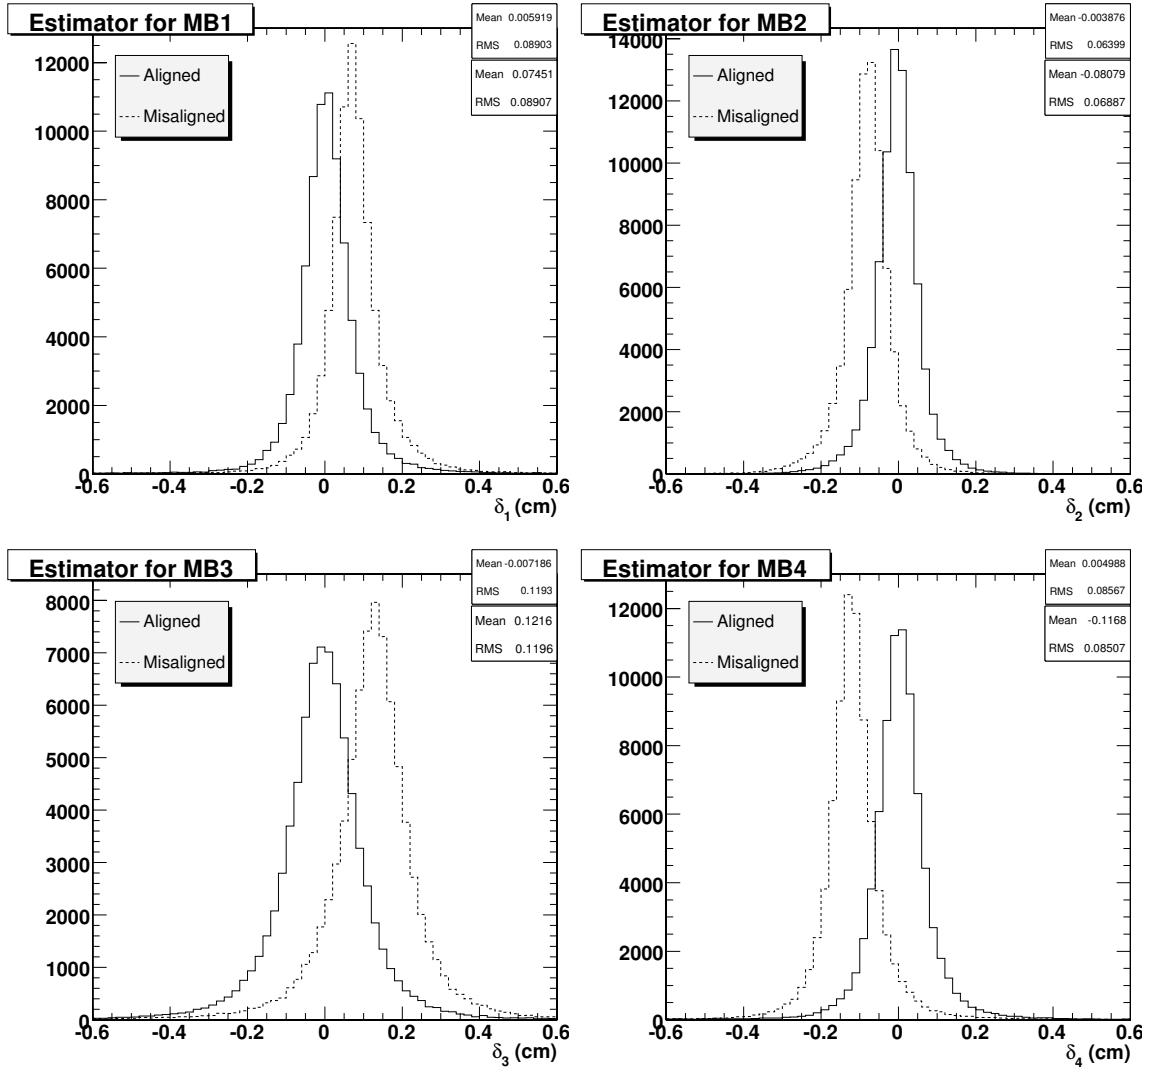 Estimator for MB1
Mean 0.005919
RMS 0.08903
Mean 0.07451
RMS 0.08907
Aligned
Misaligned
12000
10000
8000
6000
4000
2000
0
-0.6 -0.4 -0.2 0 0.2 0.4 0.6
δ1 (cm)
Estimator for MB2
Mean -0.003876
RMS 0.06399
Mean -0.08079
RMS 0.06887
Aligned
Misaligned
14000
12000
10000
8000
6000
4000
2000
0
-0.6 -0.4 -0.2 0 0.2 0.4 0.6
δ2 (cm)
Estimator for MB3
Mean -0.007186
RMS 0.1193
Mean 0.1216
RMS 0.1196
Aligned
Misaligned
8000
7000
6000
5000
4000
3000
2000
1000
0
-0.6 -0.4 -0.2 0 0.2 0.4 0.6
δ3 (cm)
Estimator for MB4
Mean 0.004988
RMS 0.08567
Mean -0.1168
RMS 0.08507
Aligned
Misaligned
12000
10000
8000
6000
4000
2000
0
-0.6 -0.4 -0.2 0 0.2 0.4 0.6
δ4 (cm)